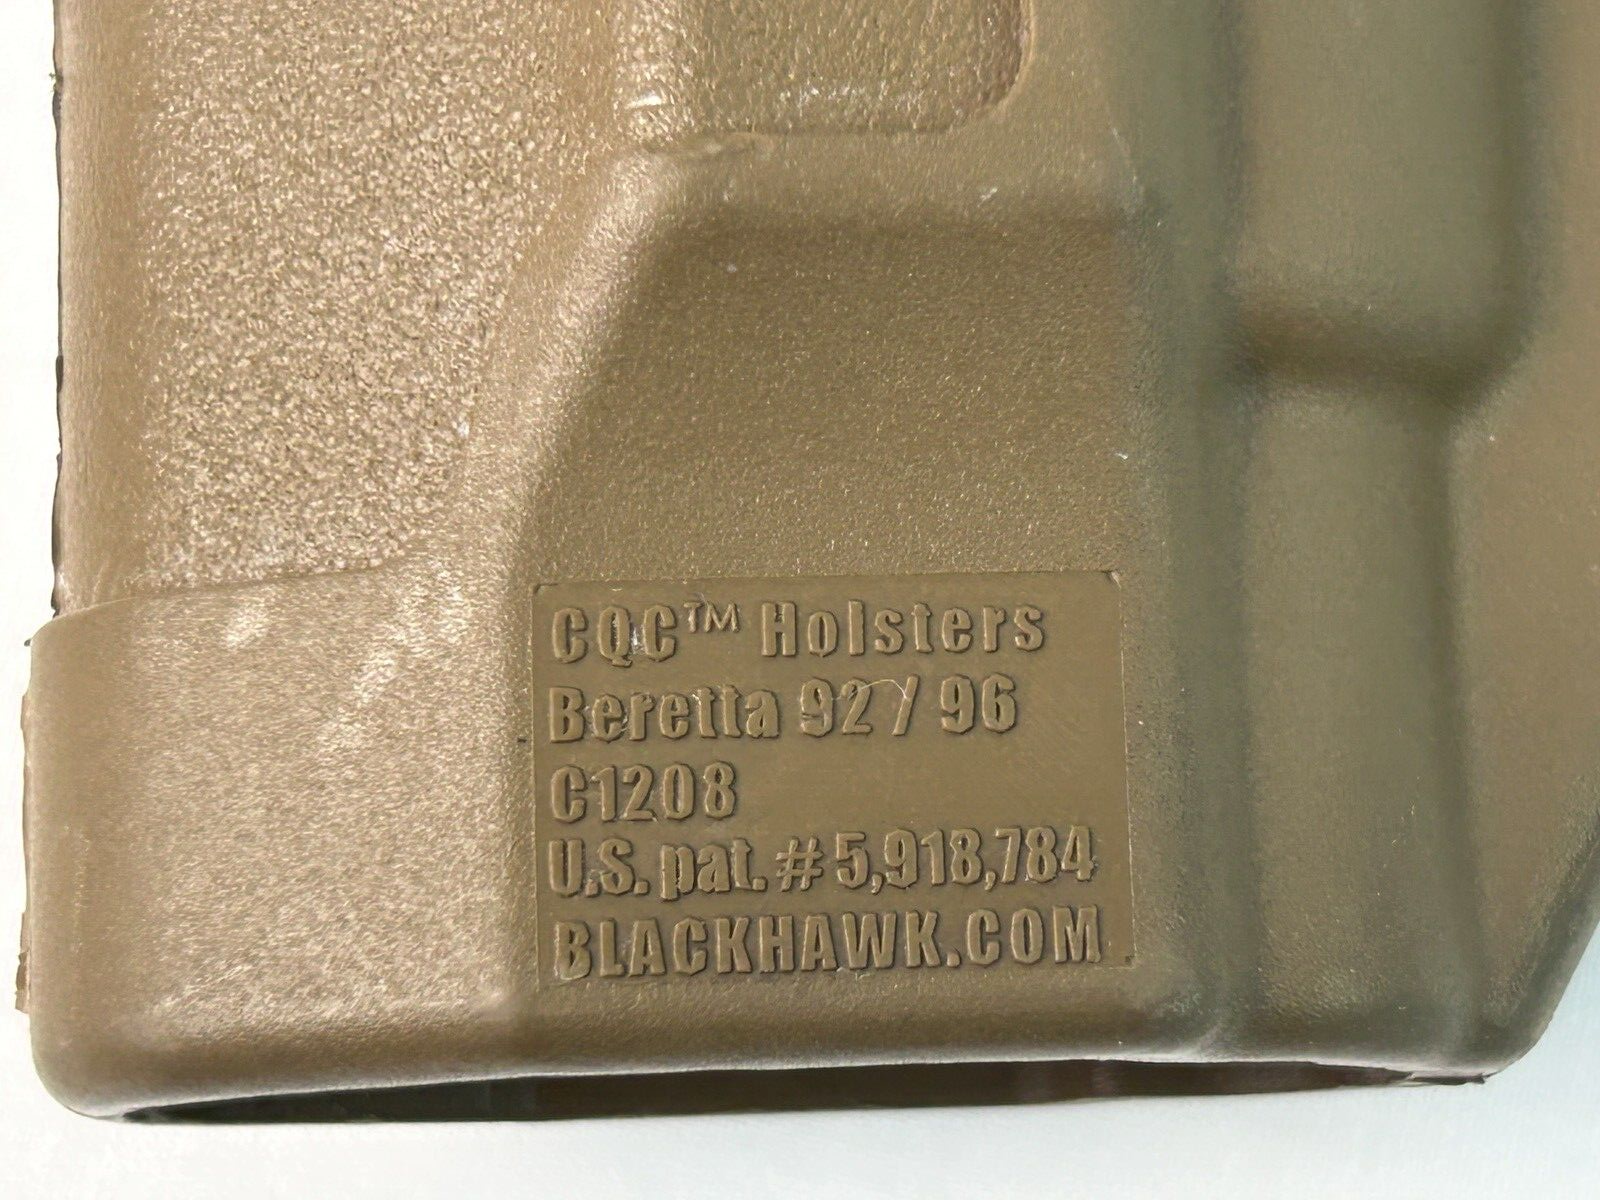 CQC™ Holsters
Beretta 92 / 96
C1208
U.S. pat. # 5,918,784
BLACKHAWK.COM